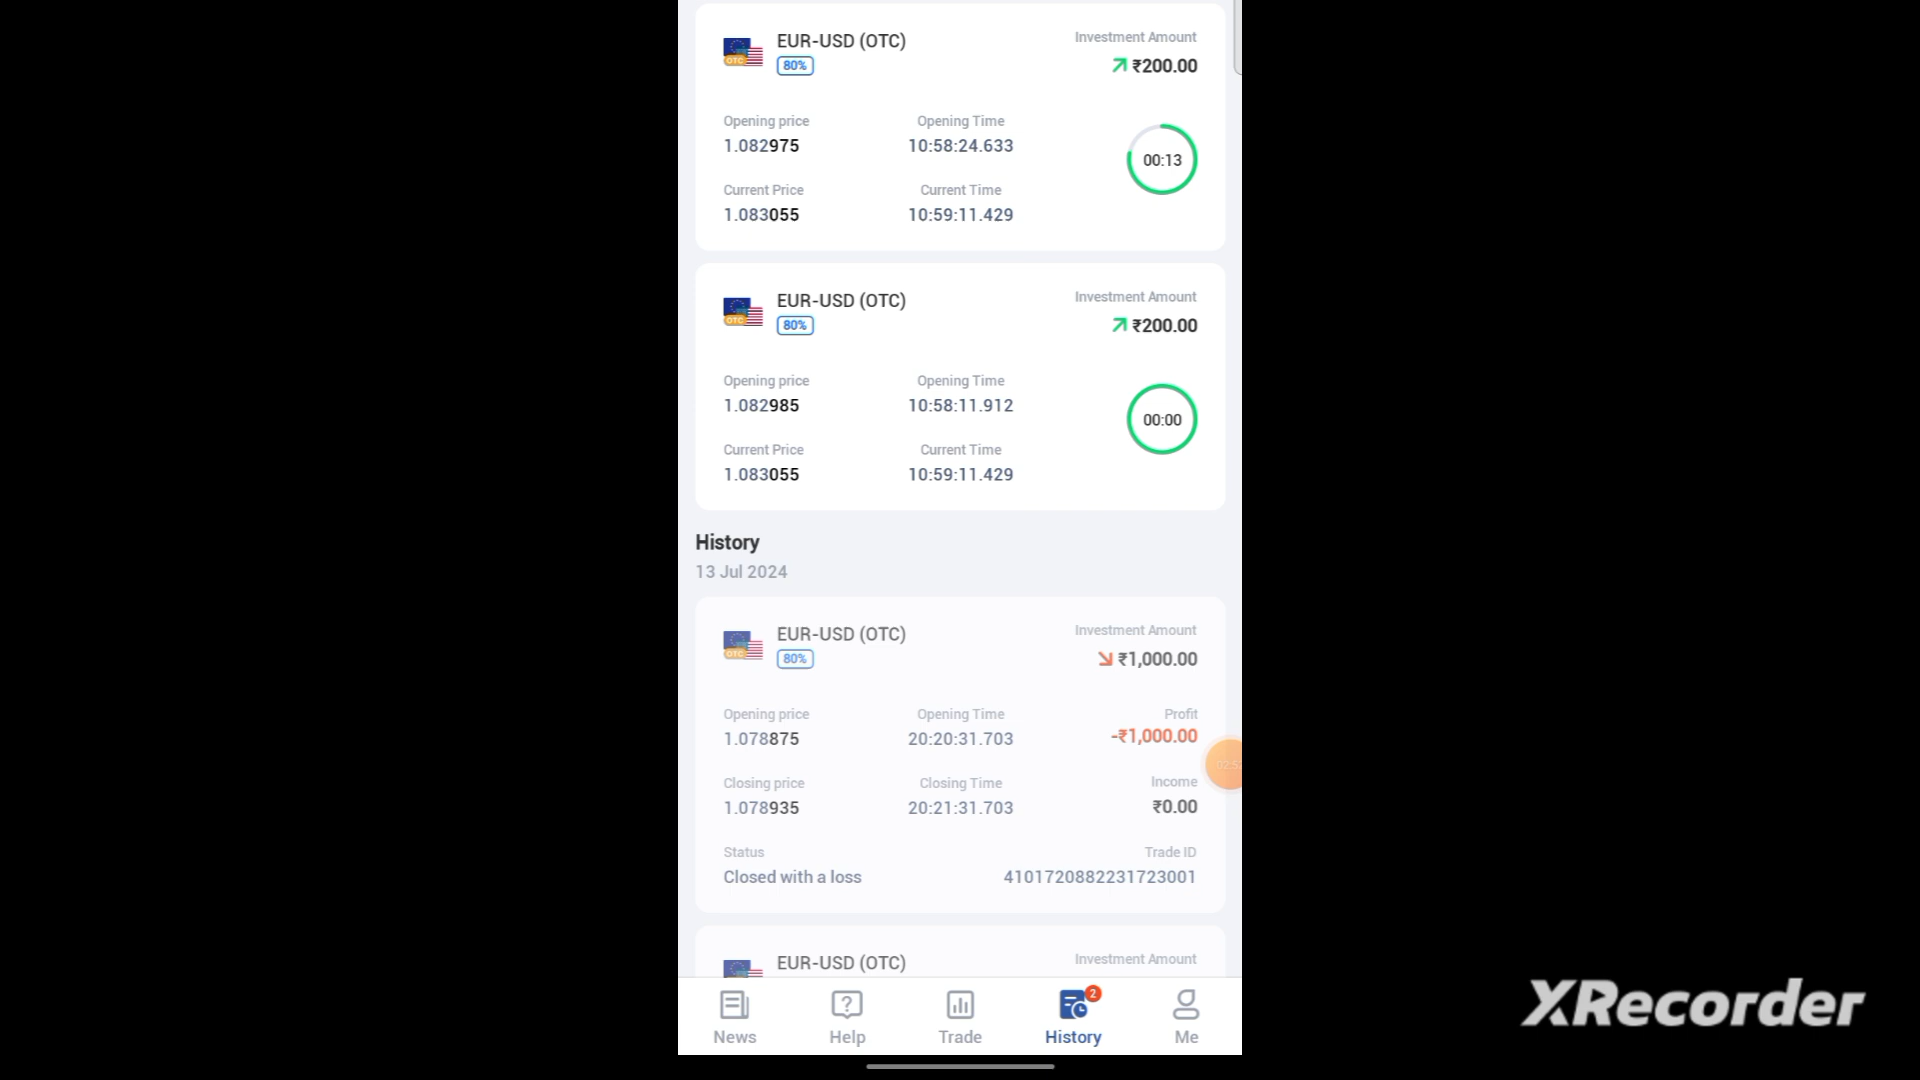 EUR-USD (OTC)
Investment Amount
OTC
80%
₹200.00
Opening price
Opening Time
1.082975
10:58:24.633
00:13
Current Price
Current Time
1.083055
10:59:11.429
EUR-USD (OTC)
Investment Amount
OTC
80%
₹200.00
Opening price
Opening Time
1.082985
10:58:11.912
00:00
Current Price
Current Time
1.083055
10:59:11.429
History
13 Jul 2024
EUR-USD (OTC)
Investment Amount
OTC
80%
₹1,000.00
Opening price
Opening Time
Profit
1.078875
20:20:31.703
-₹1,000.00
Closing price
Closing Time
Income
1.078935
20:21:31.703
₹0.00
Status
Trade ID
Closed with a loss
4101720882231723001
EUR-USD (OTC)
Investment Amount
2
News
Help
Trade
History
Me
XRecorder